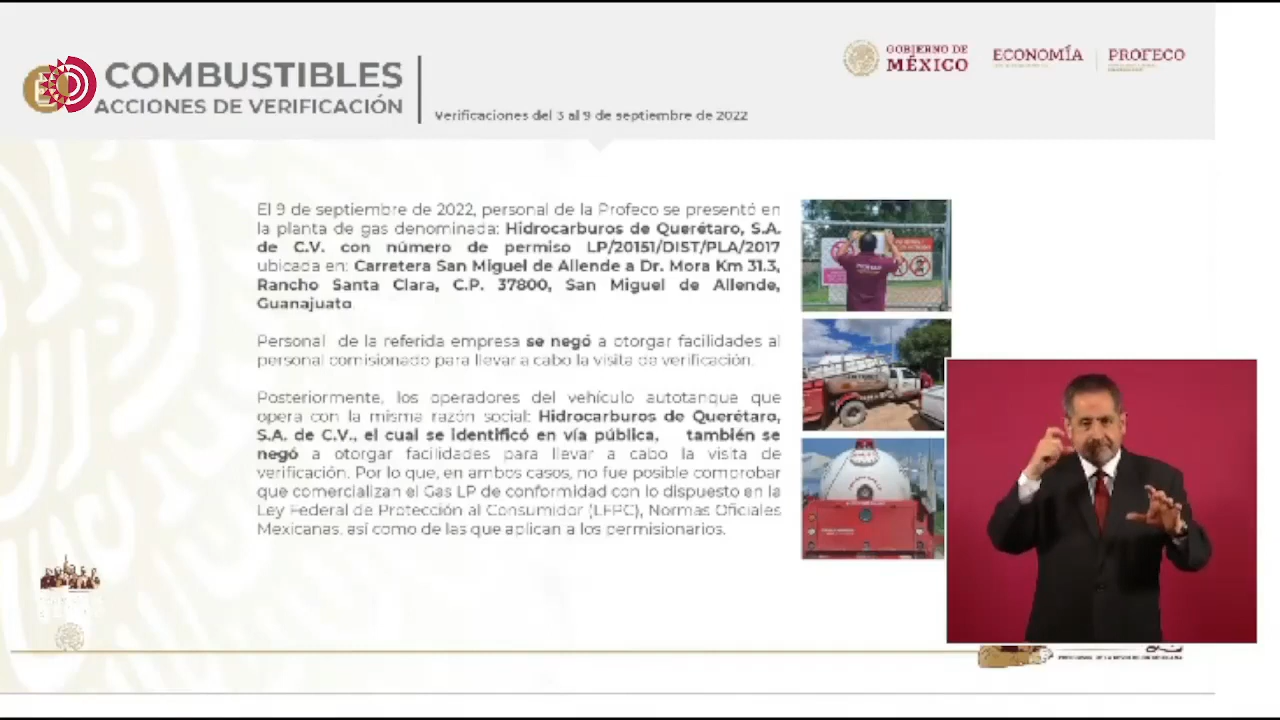 COMBUSTIBLES
ACCIONES DE VERIFICACIÓN
Verificaciones del 3 al 9 de septiembre de 2022
GOBIERNO DE
MÉXICO
ECONOMÍA
PROFECO
El 9 de septiembre de 2022, personal de la Profeco se presentó en
la planta de gas denominada: Hidrocarburos de Querétaro, S.A.
de C.V. con número de permiso LP/20151/DIST/PLA/2017
ubicada en: Carretera San Miguel de Allende a Dr. Mora Km 31.3,
Rancho Santa Clara, C.P. 37800, San Miguel de Allende,
Guanajuato.
Personal de la referida empresa se negó a otorgar facilidades al
personal comisionado para llevar a cabo la visita de verificación.
Posteriormente, los operadores del vehículo autotanque que
opera con la misma razón social: Hidrocarburos de Querétaro,
S.A. de C.V., el cual se identificó en vía pública, también se
negó a otorgar facilidades para llevar a cabo la visita de
verificación. Por lo que, en ambos casos, no fue posible comprobar
que comercializan el Gas LP de conformidad con lo dispuesto en la
Ley Federal de Protección al Consumidor (LFPC), Normas Oficiales
Mexicanas, así como de las que aplican a los permisionarios.